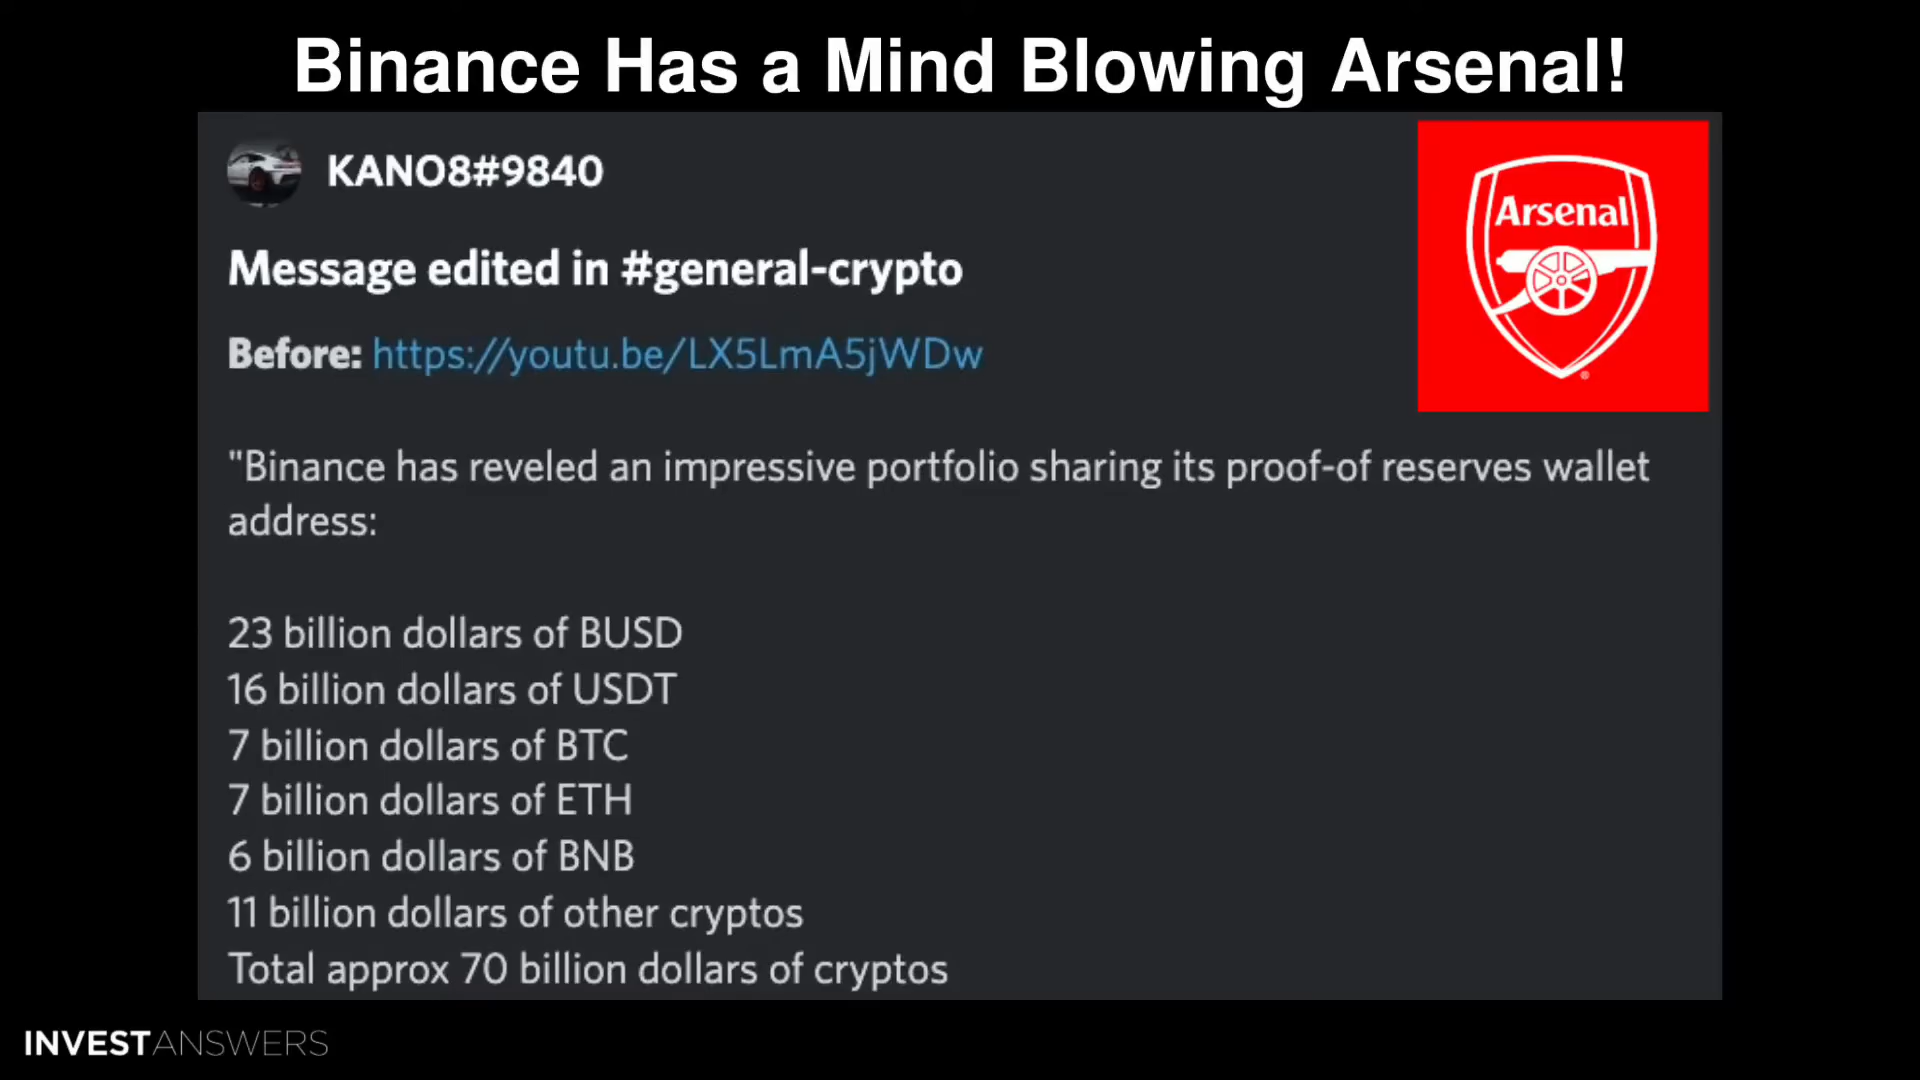 Binance Has a Mind Blowing Arsenal!
KANO8#9840
Arsenal
Message edited in #general-crypto
Before: https://youtu.be/LX5LmA5jWDw
"Binance has reveled an impressive portfolio sharing its proof-of reserves wallet
address:
23 billion dollars of BUSD
16 billion dollars of USDT
7 billion dollars of BTC
7 billion dollars of ETH
6 billion dollars of BNB
11 billion dollars of other cryptos
Total approx 70 billion dollars of cryptos
INVESTANSWERS